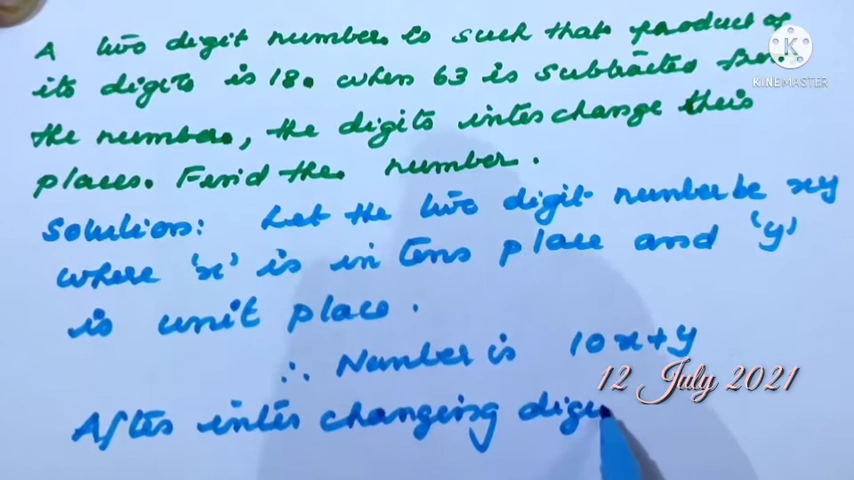 A two digit number is such that product of
its digits is 18. when 63 is subtracted from
the number, the digits interchange their
places. Find the number.
Solution: Let the two digit number be xy
where 'x' is in tens place and 'y'
is unit place.
∴ Number is 10x+y
After interchanging digi
K
KINEMASTER
12 July 2021